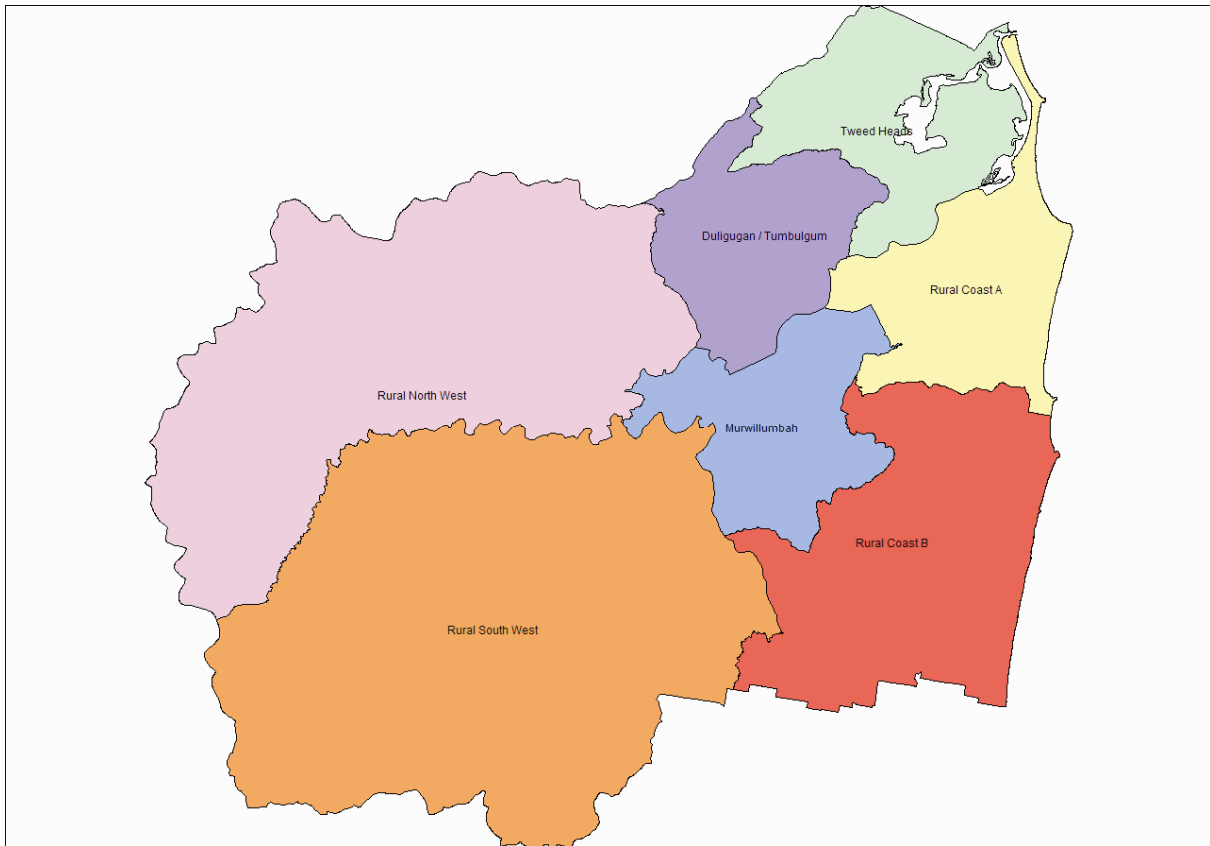 Tweed Heads
Duligugan / Tumbulgum
Rural Coast A
Rural North West
Murwillumbah
Rural Coast B
Rural South West